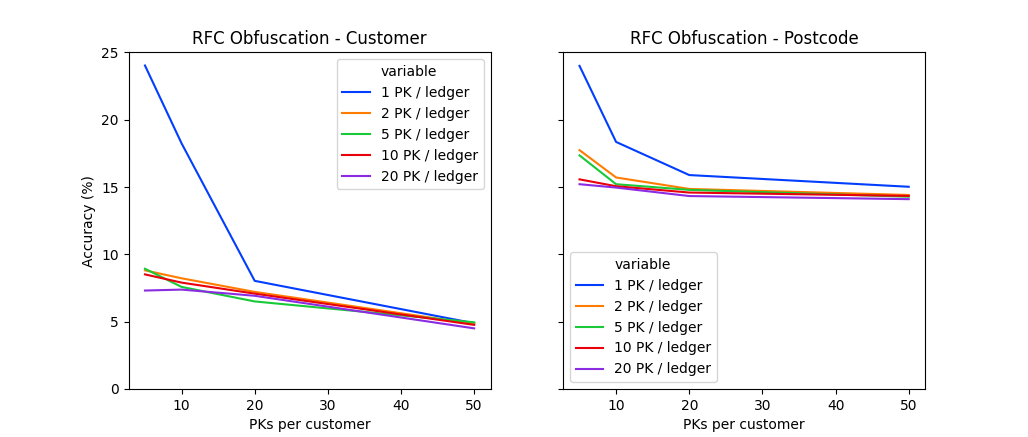 RFC Obfuscation - Customer
25
20
15
10
5
0
Accuracy (%)
variable
1 PK / ledger
2 PK / ledger
5 PK / ledger
10 PK / ledger
20 PK / ledger
10 20 30 40 50
PKs per customer
RFC Obfuscation - Postcode
variable
1 PK / ledger
2 PK / ledger
5 PK / ledger
10 PK / ledger
20 PK / ledger
10 20 30 40 50
PKs per customer